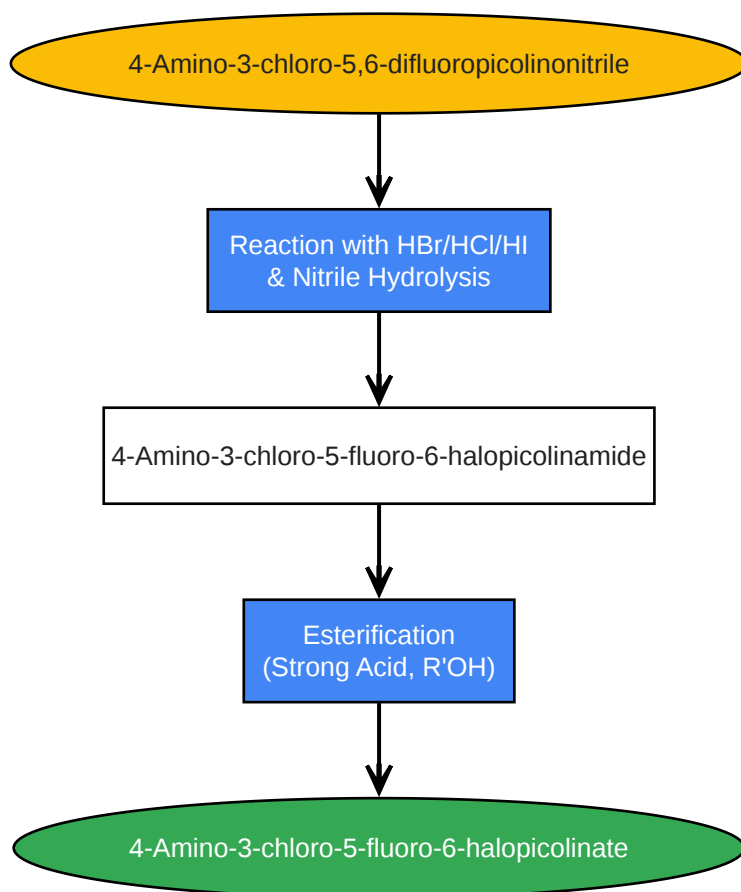 4-Amino-3-chloro-5,6-difluoropicolinonitrile
Reaction with HBr/HCl/HI
& Nitrile Hydrolysis
4-Amino-3-chloro-5-fluoro-6-halopicolinamide
Esterification
(Strong Acid, R'OH)
4-Amino-3-chloro-5-fluoro-6-halopicolinate